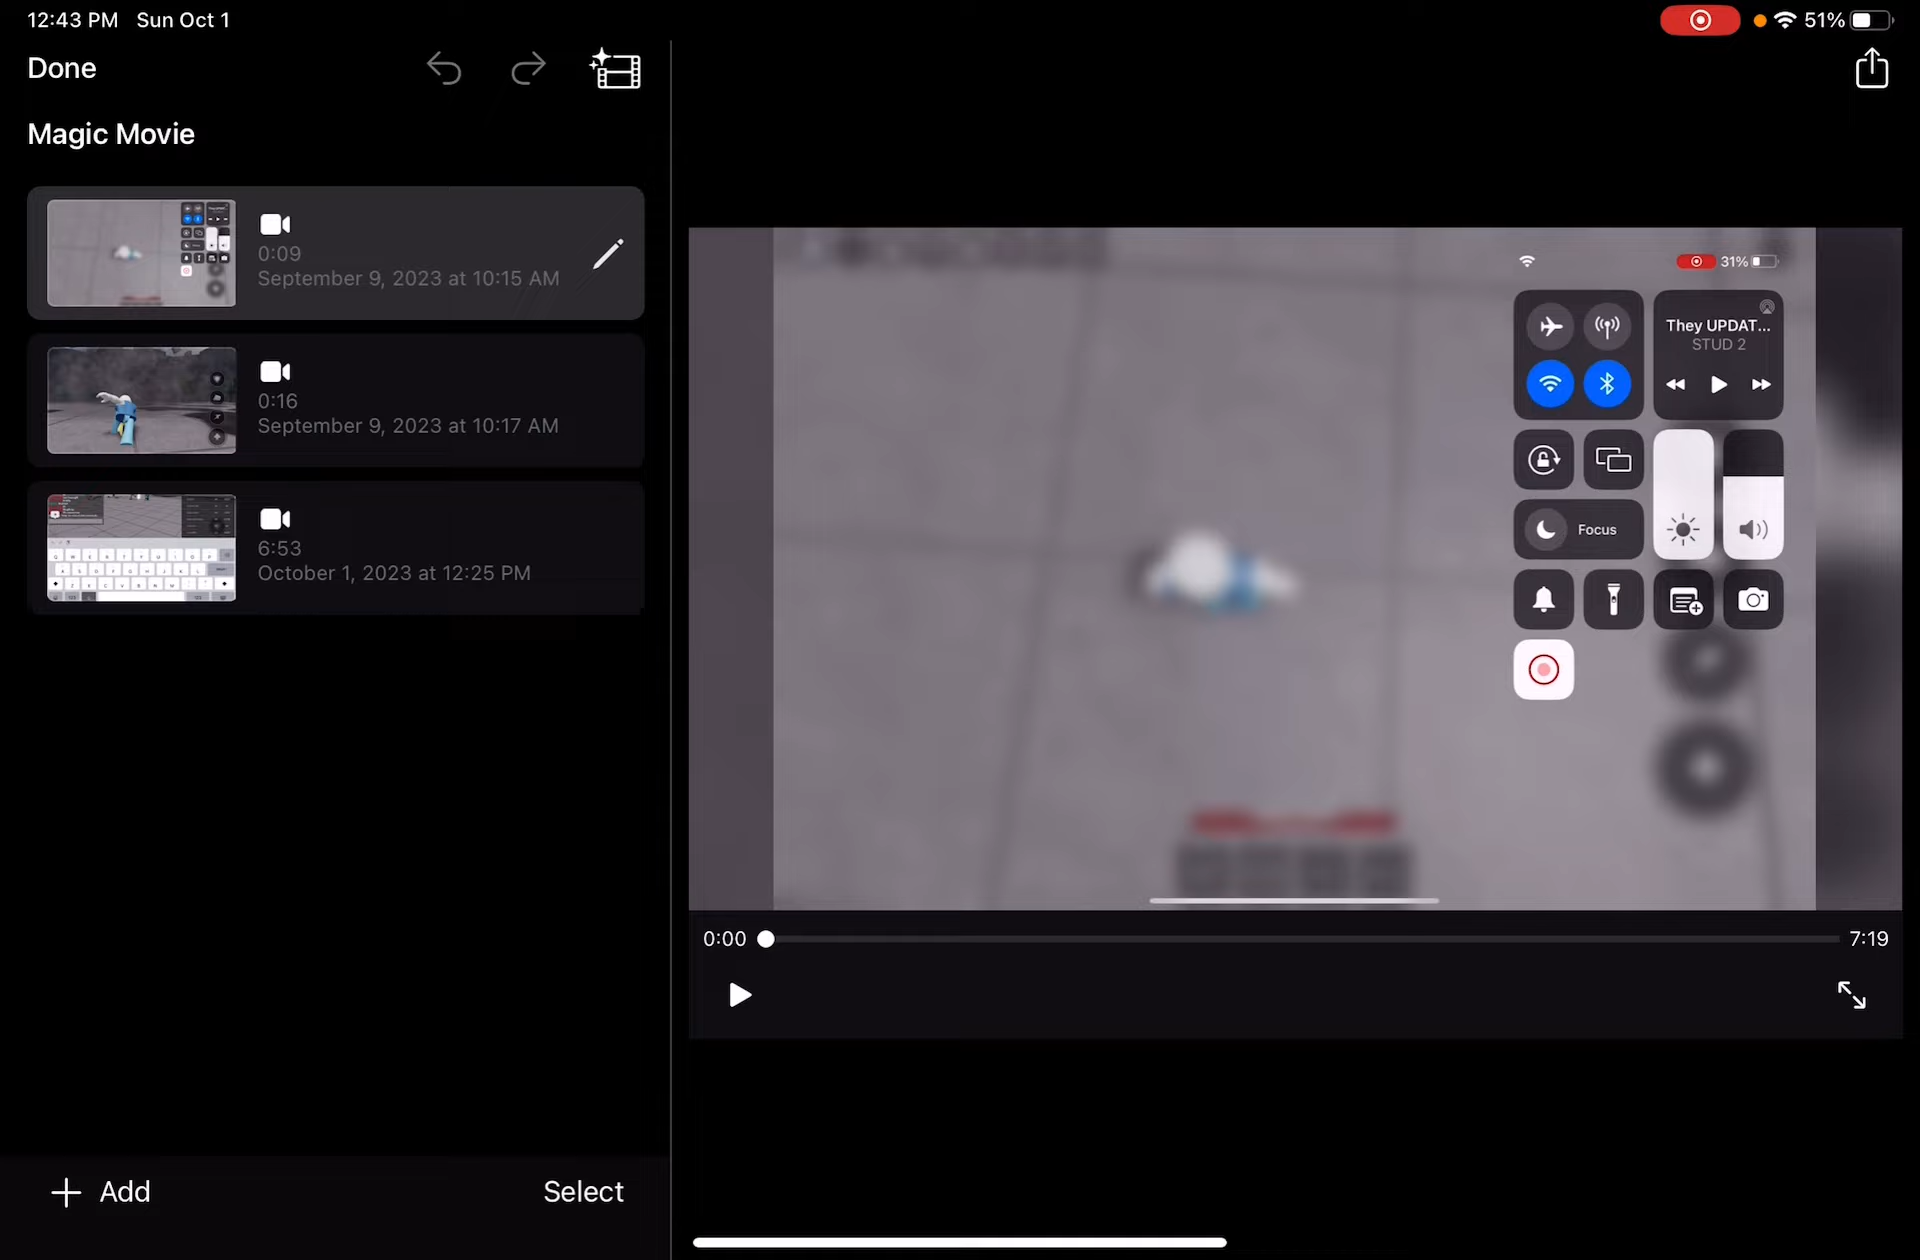 12:43 PM Sun Oct 1
51%
Done
Magic Movie
0:09
September 9, 2023 at 10:15 AM
0:16
September 9, 2023 at 10:17 AM
6:53
October 1, 2023 at 12:25 PM
Add
Select
31%
They UPDAT...
STUD 2
Focus
0:00
7:19